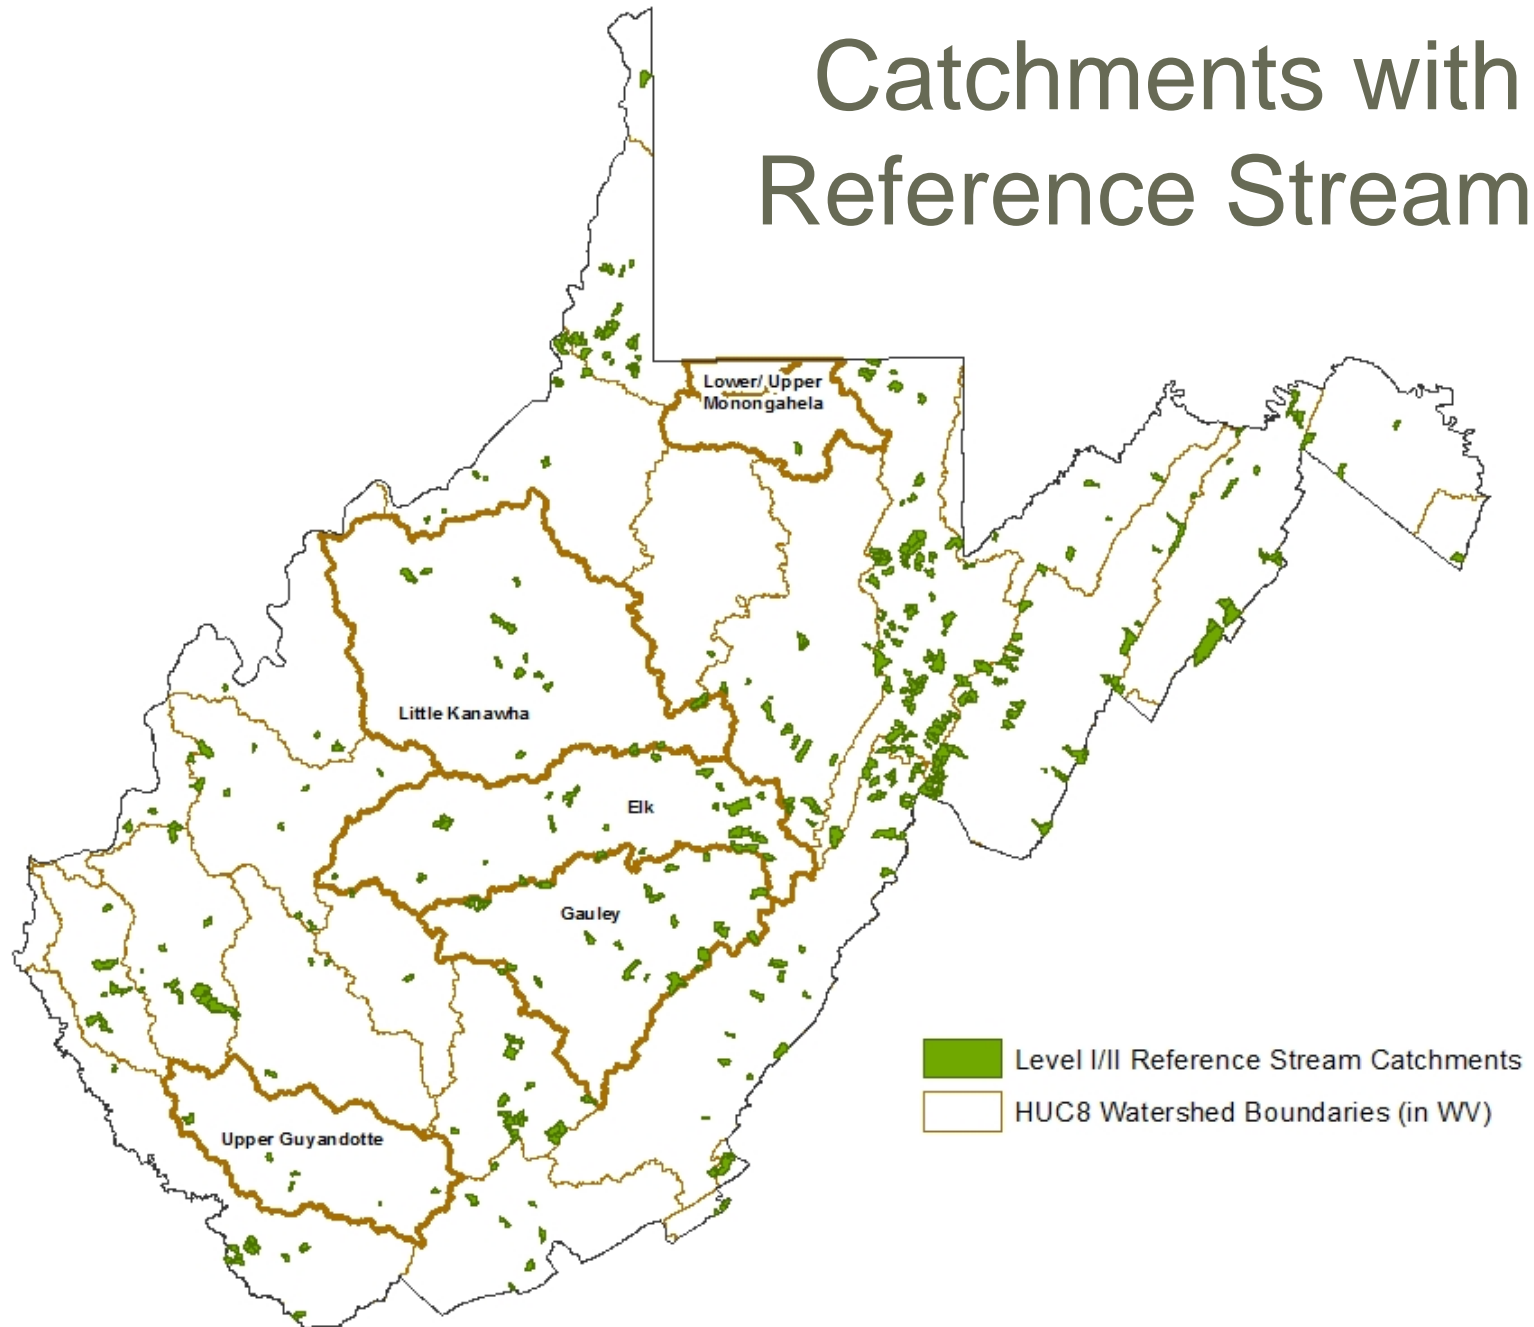 Catchments with
Reference Stream
Lower/ Upper
Monongahela
Little Kanawha
Elk
Gauley
Upper Guyandotte
Level I/II Reference Stream Catchments
HUC8 Watershed Boundaries (in WV)